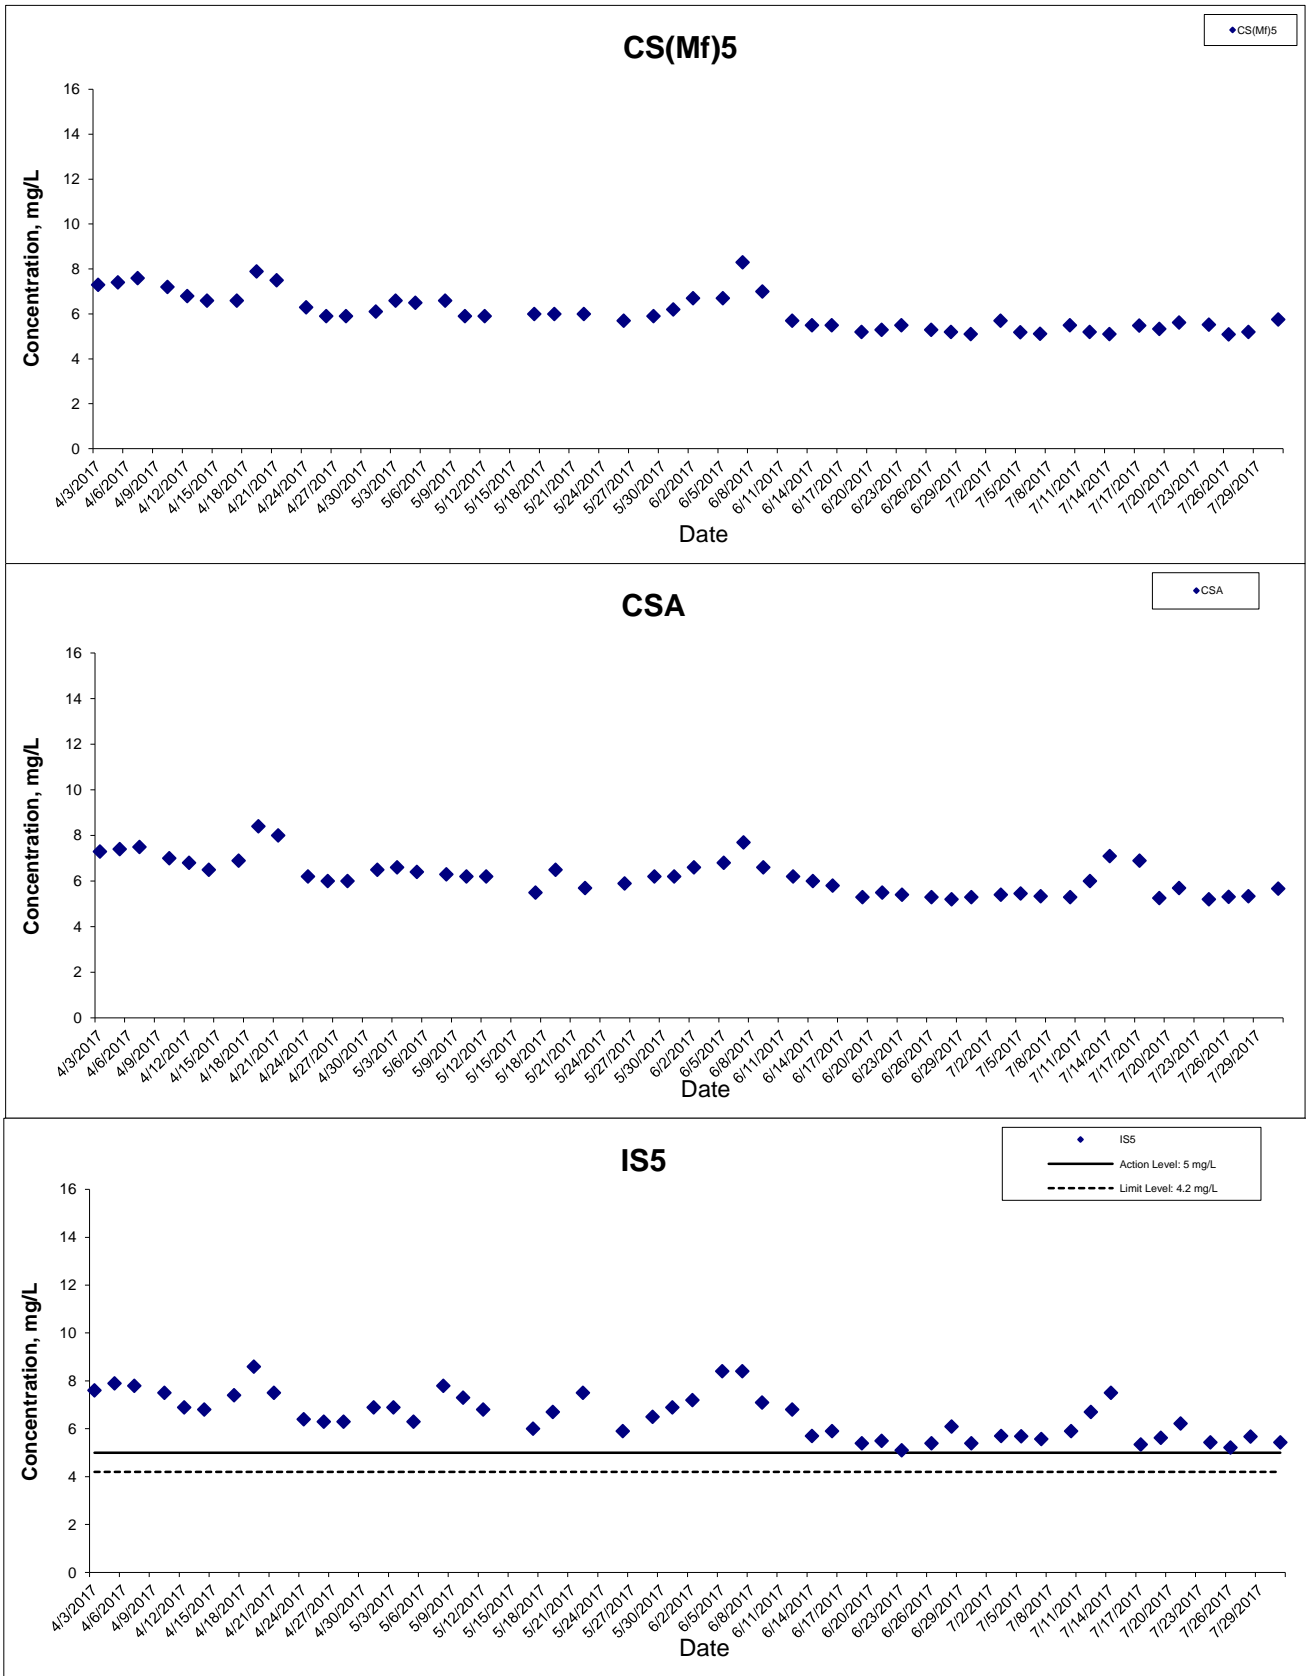 CS(Mf)5
CS(Mf)5
Concentration, mg/L
16
14
12
10
8
6
4
2
0
4/3/2017 4/6/2017 4/9/2017 4/12/2017 4/15/2017 4/18/2017 4/21/2017 4/24/2017 4/27/2017 4/30/2017 5/3/2017 5/6/2017 5/9/2017 5/12/2017 5/15/2017 5/18/2017 5/21/2017 5/24/2017 5/27/2017 5/30/2017 6/2/2017 6/5/2017 6/8/2017 6/11/2017 6/14/2017 6/17/2017 6/20/2017 6/23/2017 6/26/2017 6/29/2017 7/2/2017 7/5/2017 7/8/2017 7/11/2017 7/14/2017 7/17/2017 7/20/2017 7/23/2017 7/26/2017 7/29/2017
Date
CSA
CSA
Concentration, mg/L
16
14
12
10
8
6
4
2
0
4/3/2017 4/6/2017 4/9/2017 4/12/2017 4/15/2017 4/18/2017 4/21/2017 4/24/2017 4/27/2017 4/30/2017 5/3/2017 5/6/2017 5/9/2017 5/12/2017 5/15/2017 5/18/2017 5/21/2017 5/24/2017 5/27/2017 5/30/2017 6/2/2017 6/5/2017 6/8/2017 6/11/2017 6/14/2017 6/17/2017 6/20/2017 6/23/2017 6/26/2017 6/29/2017 7/2/2017 7/5/2017 7/8/2017 7/11/2017 7/14/2017 7/17/2017 7/20/2017 7/23/2017 7/26/2017 7/29/2017
Date
IS5
IS5
Action Level: 5 mg/L
Limit Level: 4.2 mg/L
Concentration, mg/L
16
14
12
10
8
6
4
2
0
4/3/2017 4/6/2017 4/9/2017 4/12/2017 4/15/2017 4/18/2017 4/21/2017 4/24/2017 4/27/2017 4/30/2017 5/3/2017 5/6/2017 5/9/2017 5/12/2017 5/15/2017 5/18/2017 5/21/2017 5/24/2017 5/27/2017 5/30/2017 6/2/2017 6/5/2017 6/8/2017 6/11/2017 6/14/2017 6/17/2017 6/20/2017 6/23/2017 6/26/2017 6/29/2017 7/2/2017 7/5/2017 7/8/2017 7/11/2017 7/14/2017 7/17/2017 7/20/2017 7/23/2017 7/26/2017 7/29/2017
Date